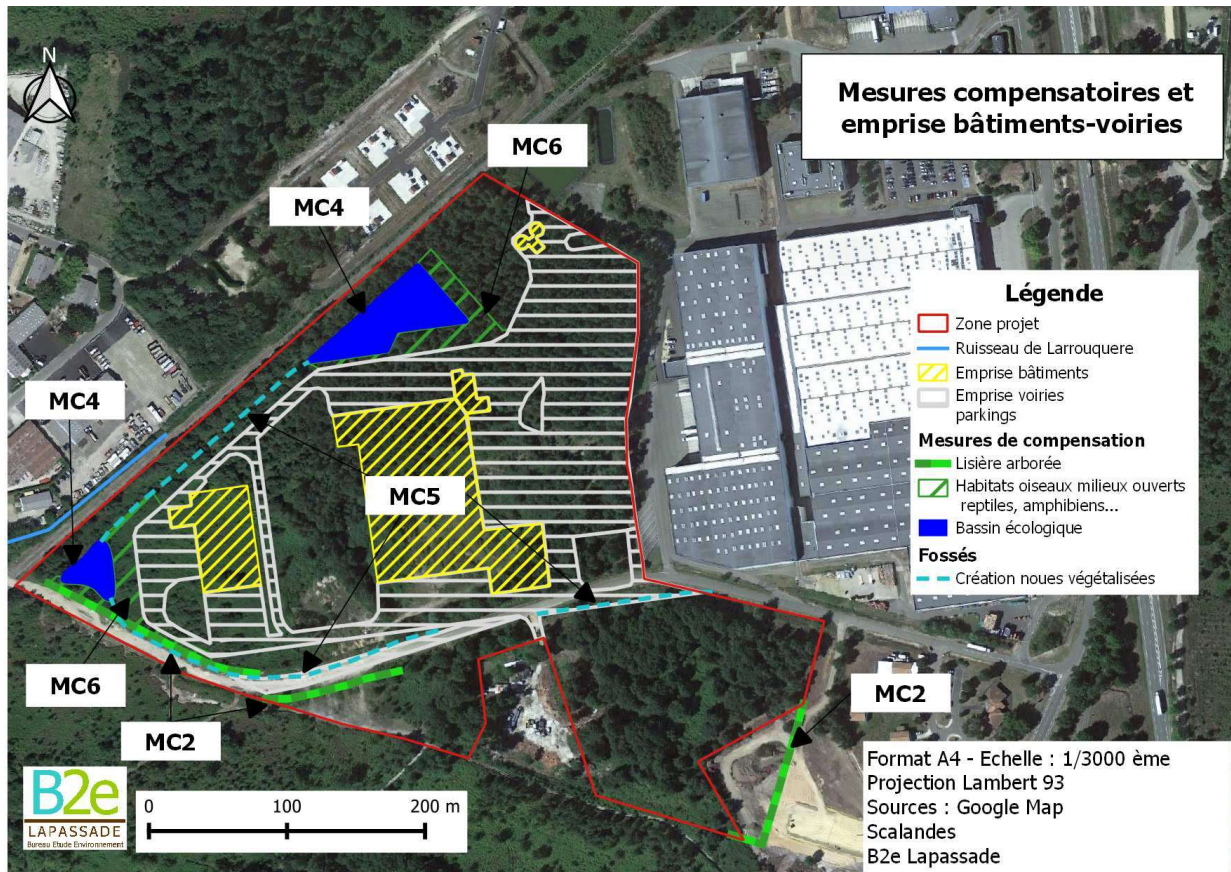 Mesures compensatoires et
emprise bâtiments-voiries
N
MC6
MC4
MC4
MC5
MC6
MC2
MC2
Légende
Zone projet
Ruisseau de Larrouquere
Emprise bâtiments
Emprise voiries
parkings
Mesures de compensation
Lisière arborée
Habitats oiseaux milieux ouverts
reptiles, amphibiens...
Bassin écologique
Fossés
Création noues végétalisées
B2e
LAPASSADE
Bureau Etude Environnement
0 100 200 m
Format A4 - Echelle : 1/3000 ème
Projection Lambert 93
Sources : Google Map
Scalandes
B2e Lapassade